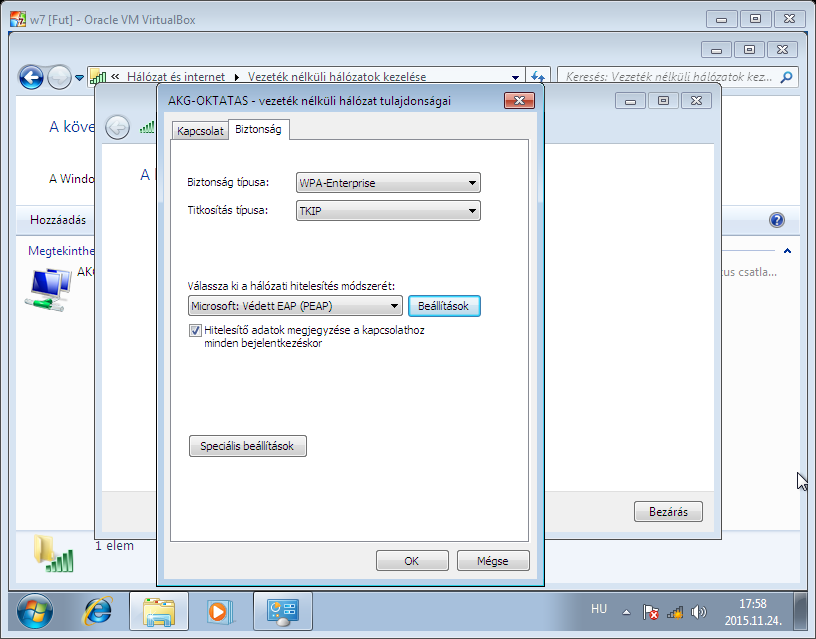 w7 [Fut] - Oracle VM VirtualBox
« Hálózat és internet Vezeték nélküli hálózatok kezelése
Keresés: Vezeték nélküli hálózatok kez...
AKG-OKTATAS - vezeték nélküli hálózat tulajdonságai
Kapcsolat
Biztonság
A köve
A Windo
A
Biztonság típusa:
WPA-Enterprise
Titkosítás típusa:
TKIP
Hozzáadás
Megtekinthe
AKG
csatla...
Válassza ki a hálózati hitelesítés módszerét:
Microsoft: Védett EAP (PEAP)
Beállítások
Hitelesítő adatok megjegyzése a kapcsolathoz
minden bejelentkezéskor
Speciális beállítások
Bezárás
1 elem
OK
Mégse
HU
17:58
2015.11.24.